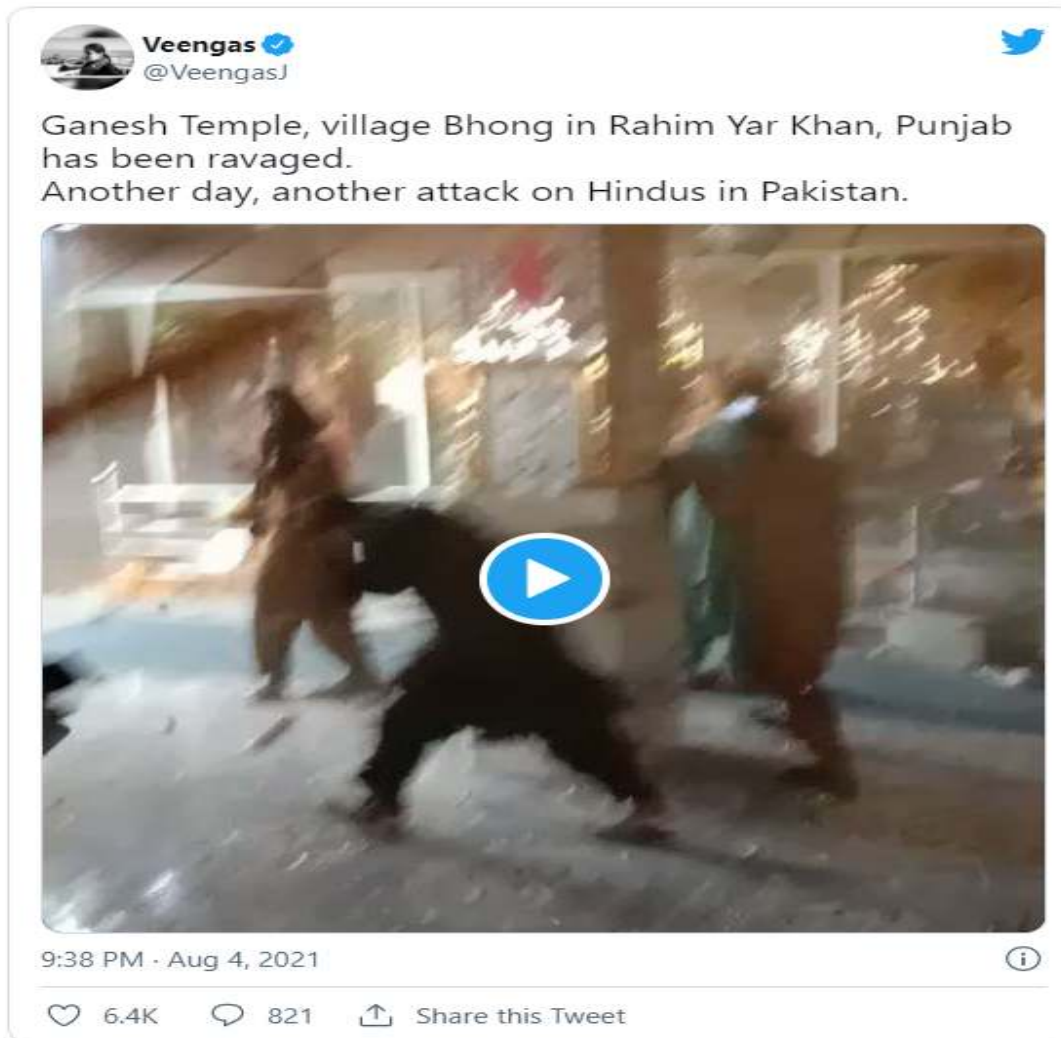 Veengas
@VeengasJ
Ganesh Temple, village Bhong in Rahim Yar Khan, Punjab
has been ravaged.
Another day, another attack on Hindus in Pakistan.
9:38 PM · Aug 4, 2021
6.4K 821 Share this Tweet